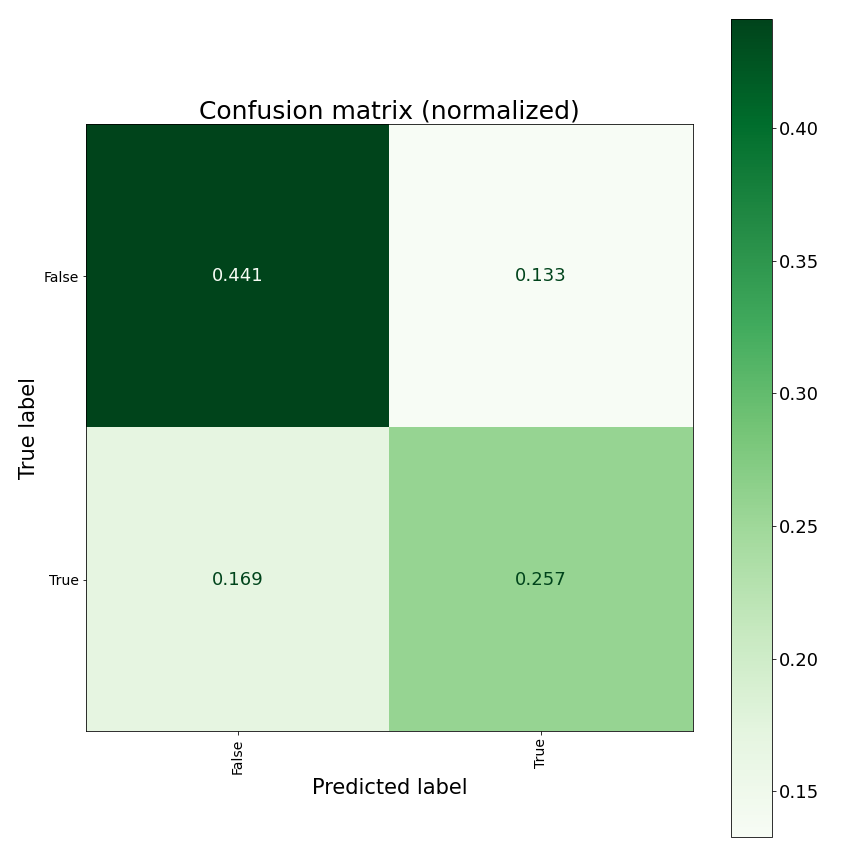 Confusion matrix (normalized)
True label
False
0.441
0.133
True
0.169
0.257
False
True
Predicted label
0.40
0.35
0.30
0.25
0.20
0.15